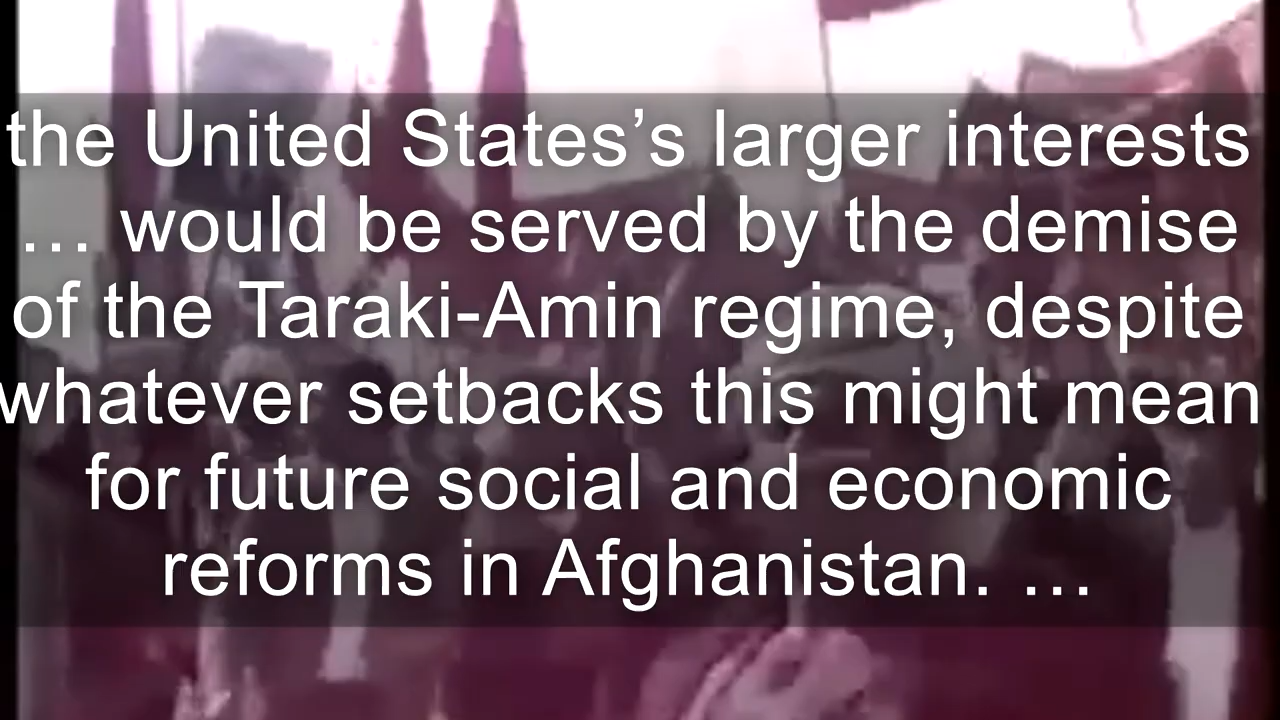 the United States’s larger interests
… would be served by the demise
of the Taraki-Amin regime, despite
whatever setbacks this might mean
for future social and economic
reforms in Afghanistan. …